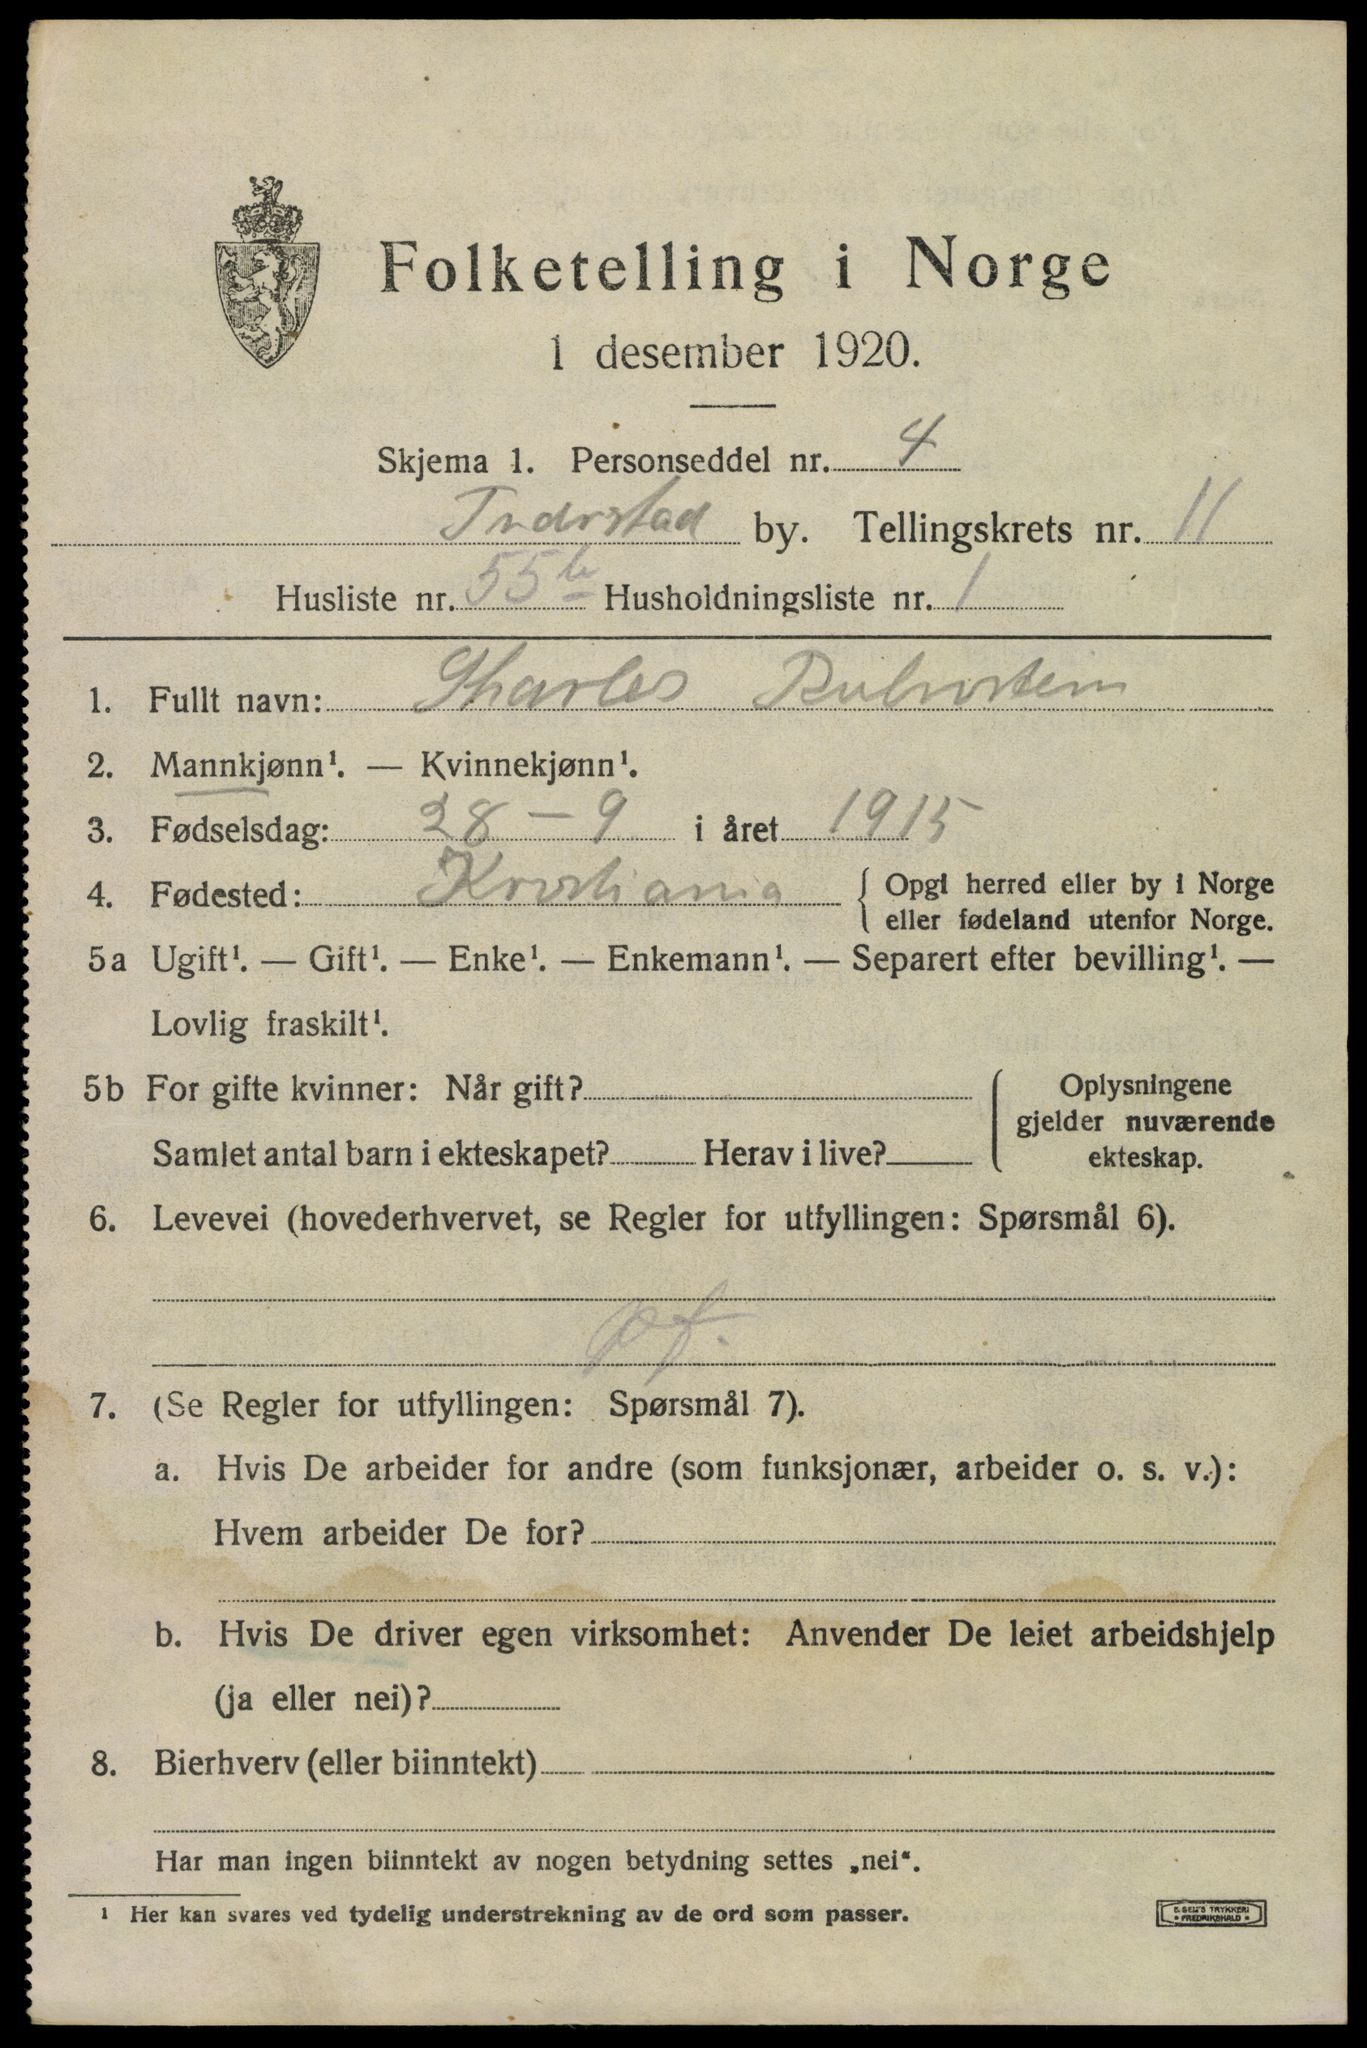 Folketelling i Norge
1 desember 1920.
Skjema 1. Personseddel nr. 4
by. Tellingskrets nr. 11
Husliste nr. 55b Husholdningsliste nr. 1
1. Fullt navn: Sharles
2. Mannkjønn¹. — Kvinnekjønn¹.
3. Fødselsdag: 28 – 9 i året 1915
4. Fødested: Kristiania { Opgi herred eller by i Norge
eller fødeland utenfor Norge.
5a Ugift¹. — Gift¹. — Enke¹. — Enkemann¹. — Separert efter bevilling¹. —
Lovlig fraskilt¹.
5b For gifte kvinner: Når gift? Oplysningene
gjelder nuværende
Samlet antal barn i ekteskapet? Herav i live? ekteskap.
6. Levevei (hovederhvervet, se Regler for utfyllingen: Spørsmål 6).
7. (Se Regler for utfyllingen: Spørsmål 7).
a. Hvis De arbeider for andre (som funksjonær, arbeider o. s. v.):
Hvem arbeider De for?
b. Hvis De driver egen virksomhet: Anvender De leiet arbeidshjelp
(ja eller nei)?
8. Bierhverv (eller biinntekt)
Har man ingen biinntekt av nogen betydning settes „nei“.
¹ Her kan svares ved tydelig understrekning av de ord som passer.
E. SEM'S TRYKKERI
FREDRIKSHALD